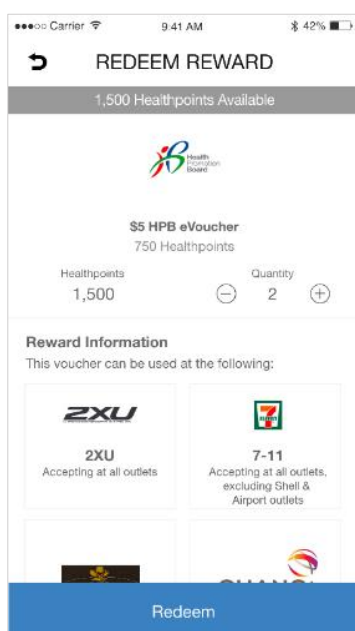 Carrier 9:41 AM 42%
REDEEM REWARD
1,500 Healthpoints Available
Health
Promotion
Board
$5 HPB eVoucher
750 Healthpoints
Healthpoints Quantity
1,500 2
Reward Information
This voucher can be used at the following:
2XU
7
ELEVEN
2XU
Accepting at all outlets
7-11
Accepting at all outlets,
excluding Shell &
Airport outlets
Redeem